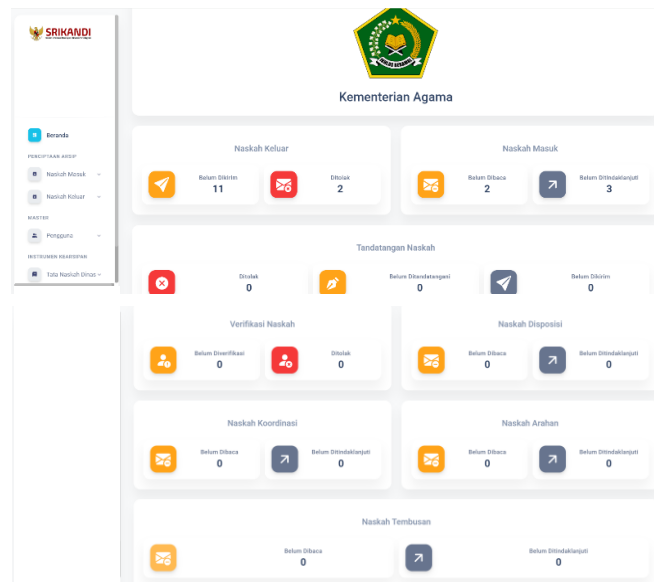 SRIKANDI
Kementerian Agama
Beranda
PENCIPTAAN ARSIP
Naskah Masuk
Naskah Keluar
MASTER
Pengguna
INSTRUMEN KEARSIPAN
Tata Naskah Dinas
Naskah Keluar
Belum Dikirim
11
Ditolak
2
Naskah Masuk
Belum Dibaca
2
Belum Ditindaklanjuti
3
Tandatangan Naskah
Ditolak
0
Belum Ditandatangani
0
Belum Dikirim
0
Verifikasi Naskah
Belum Diverifikasi
0
Ditolak
0
Naskah Disposisi
Belum Dibaca
0
Belum Ditindaklanjuti
0
Naskah Koordinasi
Belum Dibaca
0
Belum Ditindaklanjuti
0
Naskah Arahan
Belum Dibaca
0
Belum Ditindaklanjuti
0
Naskah Tembusan
Belum Dibaca
0
Belum Ditindaklanjuti
0